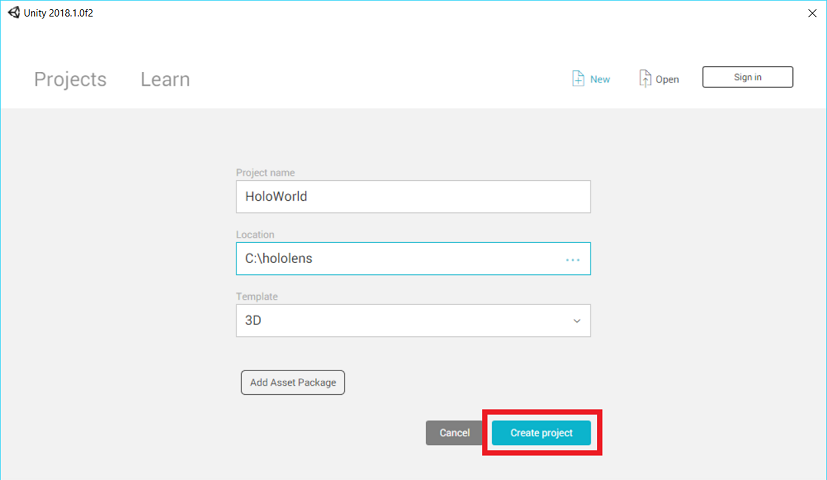 Unity 2018.1.0f2
Projects Learn New Open Sign in
Project name
HoloWorld
Location
C:\hololens ...
Template
3D
Add Asset Package
Cancel Create project